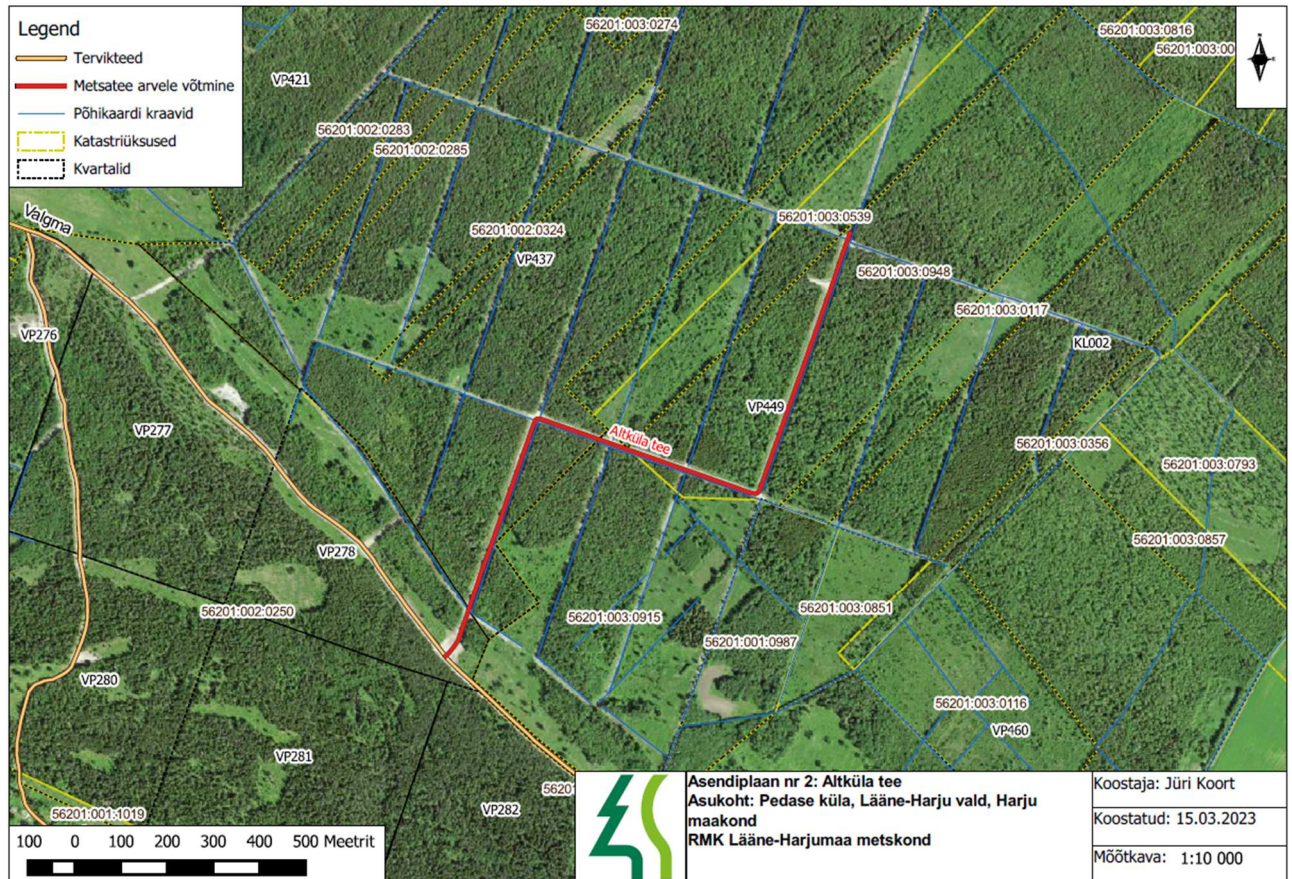 Legend
Tervikteed
Metsatee arvele võtmine
Põhikaardi kraavid
Katastriüksused
Kvartalid
56201:003:0274
56201:003:0816
56201:003:00
VP421
56201:002:0283
56201:002:0285
Valgma
56201:002:0324
VP437
56201:003:0539
56201:003:0948
56201:003:0117
VP276
KL002
VP449
VP277
Altküla tee
56201:003:0356
56201:003:0793
VP278
56201:003:0857
56201:002:0250
56201:003:0915
56201:003:0851
56201:001:0987
VP280
56201:003:0116
VP460
VP281
5620
VP282
56201:001:1019
100 0 100 200 300 400 500 Meetrit
Asendiplaan nr 2: Altküla tee
Asukoht: Pedase küla, Lääne-Harju vald, Harju
maakond
RMK Lääne-Harjumaa metskond
Koostaja: Jüri Koort
Koostatud: 15.03.2023
Mõõtkava: 1:10 000